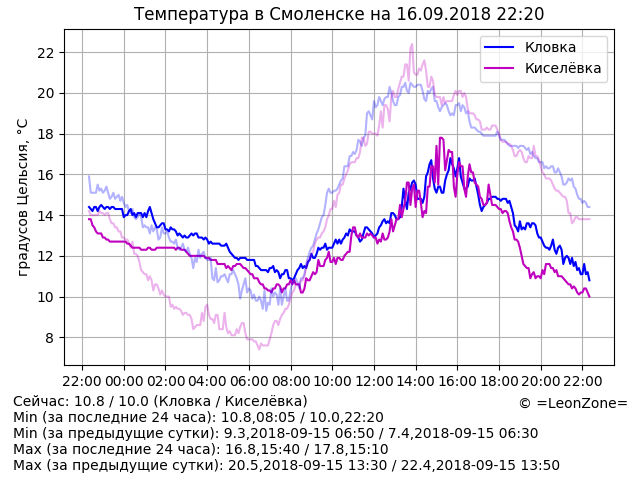 Температура в Смоленске на 16.09.2018 22:20
Кловка
Киселёвка
градусов Цельсия, °C
22
20
18
16
14
12
10
8
22:00 00:00 02:00 04:00 06:00 08:00 10:00 12:00 14:00 16:00 18:00 20:00 22:00
Сейчас: 10.8 / 10.0 (Кловка / Киселёвка)
© =LeonZone=
Min (за последние 24 часа): 10.8,08:05 / 10.0,22:20
Min (за предыдущие сутки): 9.3,2018-09-15 06:50 / 7.4,2018-09-15 06:30
Max (за последние 24 часа): 16.8,15:40 / 17.8,15:10
Max (за предыдущие сутки): 20.5,2018-09-15 13:30 / 22.4,2018-09-15 13:50